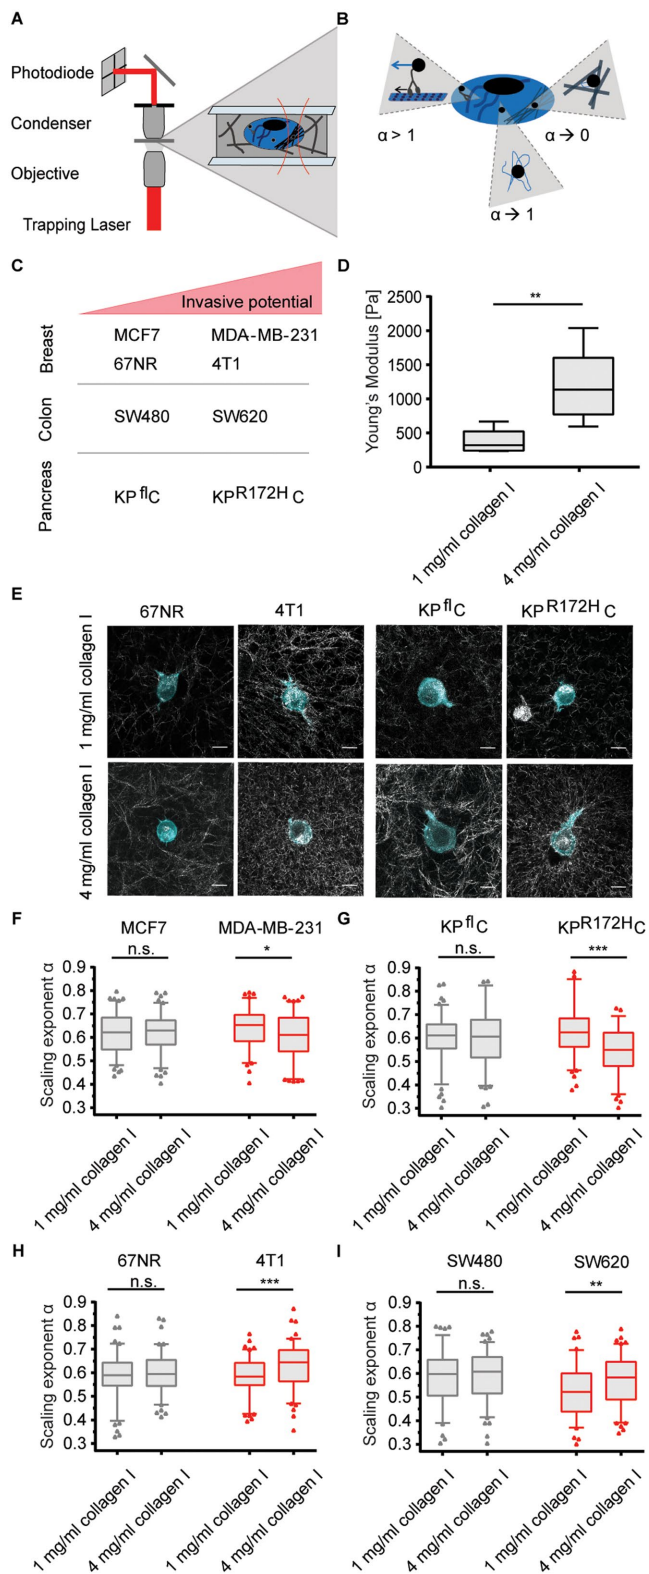 A
Photodiode
Condenser
Objective
Trapping Laser
B
α > 1
α → 0
α → 1
C
Invasive potential
Breast
MCF7 MDA-MB-231
67NR 4T1
Colon
SW480 SW620
Pancreas
KP^fl C KP^R172H C
D
Young's Modulus [Pa]
2500
2000
1500
1000
500
0
**
1 mg/ml collagen I
4 mg/ml collagen I
E
67NR 4T1 KP^fl C KP^R172H C
1 mg/ml collagen I
4 mg/ml collagen I
F
MCF7 MDA-MB-231
n.s. *
Scaling exponent α
0.9
0.8
0.7
0.6
0.5
0.4
0.3
1 mg/ml collagen I
4 mg/ml collagen I
1 mg/ml collagen I
4 mg/ml collagen I
G
KP^fl C KP^R172H C
n.s. ***
Scaling exponent α
0.9
0.8
0.7
0.6
0.5
0.4
0.3
1 mg/ml collagen I
4 mg/ml collagen I
1 mg/ml collagen I
4 mg/ml collagen I
H
67NR 4T1
n.s. ***
Scaling exponent α
0.9
0.8
0.7
0.6
0.5
0.4
0.3
1 mg/ml collagen I
4 mg/ml collagen I
1 mg/ml collagen I
4 mg/ml collagen I
I
SW480 SW620
n.s. **
Scaling exponent α
0.9
0.8
0.7
0.6
0.5
0.4
0.3
1 mg/ml collagen I
4 mg/ml collagen I
1 mg/ml collagen I
4 mg/ml collagen I